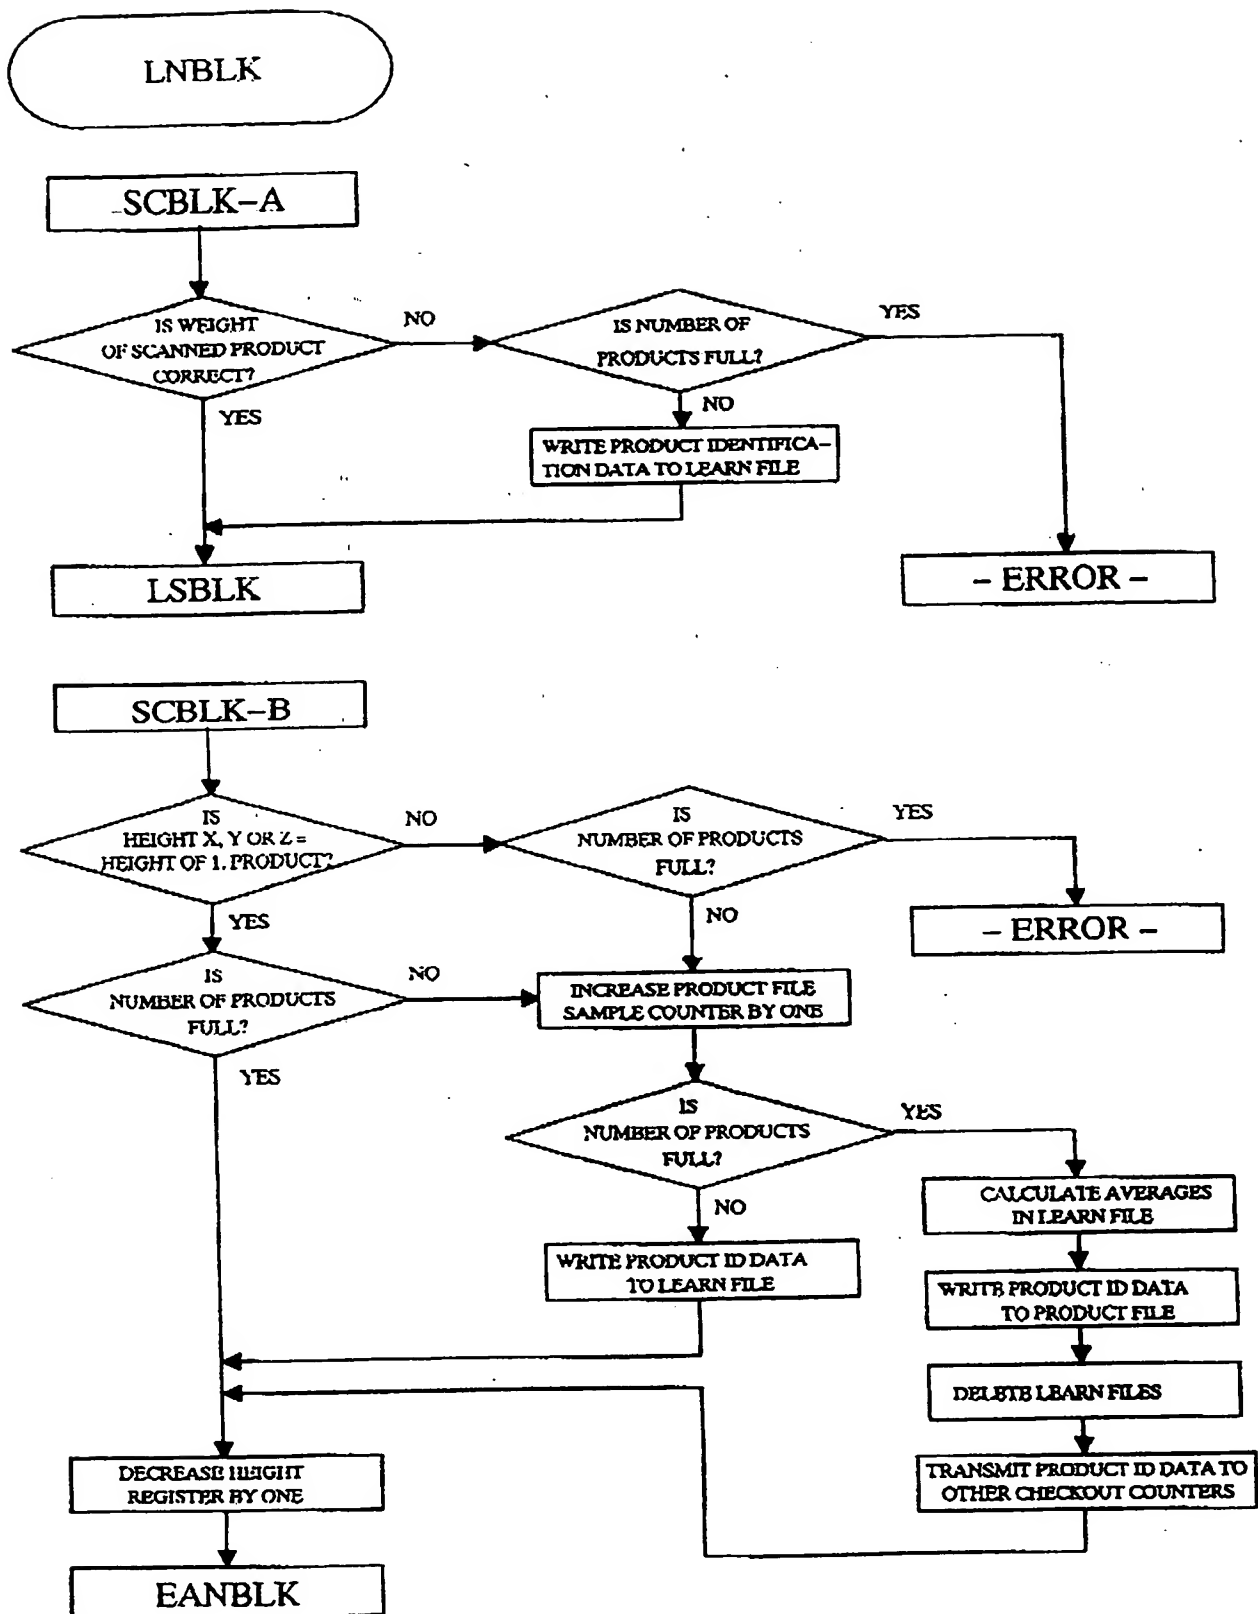 LNBLK
SCBLK-A
IS WEIGHT
OF SCANNED PRODUCT
CORRECT?
NO
IS NUMBER OF
PRODUCTS FULL?
YES
YES
NO
WRITE PRODUCT IDENTIFICA-
TION DATA TO LEARN FILE
LSBLK
- ERROR -
SCBLK-B
IS
HEIGHT X, Y OR Z =
HEIGHT OF 1. PRODUCT?
NO
IS
NUMBER OF PRODUCTS
FULL?
YES
YES
NO
- ERROR -
IS
NUMBER OF PRODUCTS
FULL?
NO
INCREASE PRODUCT FILE
SAMPLE COUNTER BY ONE
YES
IS
NUMBER OF PRODUCTS
FULL?
YES
NO
CALCULATE AVERAGES
IN LEARN FILE
WRITE PRODUCT ID DATA
TO LEARN FILE
WRITE PRODUCT ID DATA
TO PRODUCT FILE
DELETE LEARN FILES
DECREASE HEIGHT
REGISTER BY ONE
TRANSMIT PRODUCT ID DATA TO
OTHER CHECKOUT COUNTERS
EANBLK